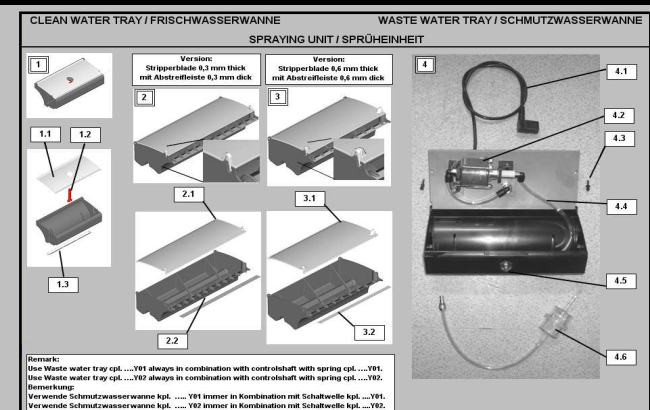 CLEAN WATER TRAY / FRISCHWASSERWANNE
WASTE WATER TRAY / SCHMUTZWASSERWANNE
SPRAYING UNIT / SPRÜHEINHEIT
1
Version:
Stripperblade 0,3 mm thick
mit Abstreifleiste 0,3 mm dick
Version:
Stripperblade 0,6 mm thick
mit Abstreifleiste 0,6 mm dick
2
3
4
4.1
4.2
4.3
1.1
1.2
2.1
3.1
4.4
1.3
4.5
2.2
3.2
4.6
Remark:
Use Waste water tray cpl. ....Y01 always in combination with controlshaft with spring cpl. ....Y01.
Use Waste water tray cpl. ....Y02 always in combination with controlshaft with spring cpl. ....Y02.
Bemerkung:
Verwende Schmutzwasserwanne kpl. ..... Y01 immer in Kombination mit Schaltwelle kpl. ....Y01.
Verwende Schmutzwasserwanne kpl. ..... Y02 immer in Kombination mit Schaltwelle kpl. ....Y02.